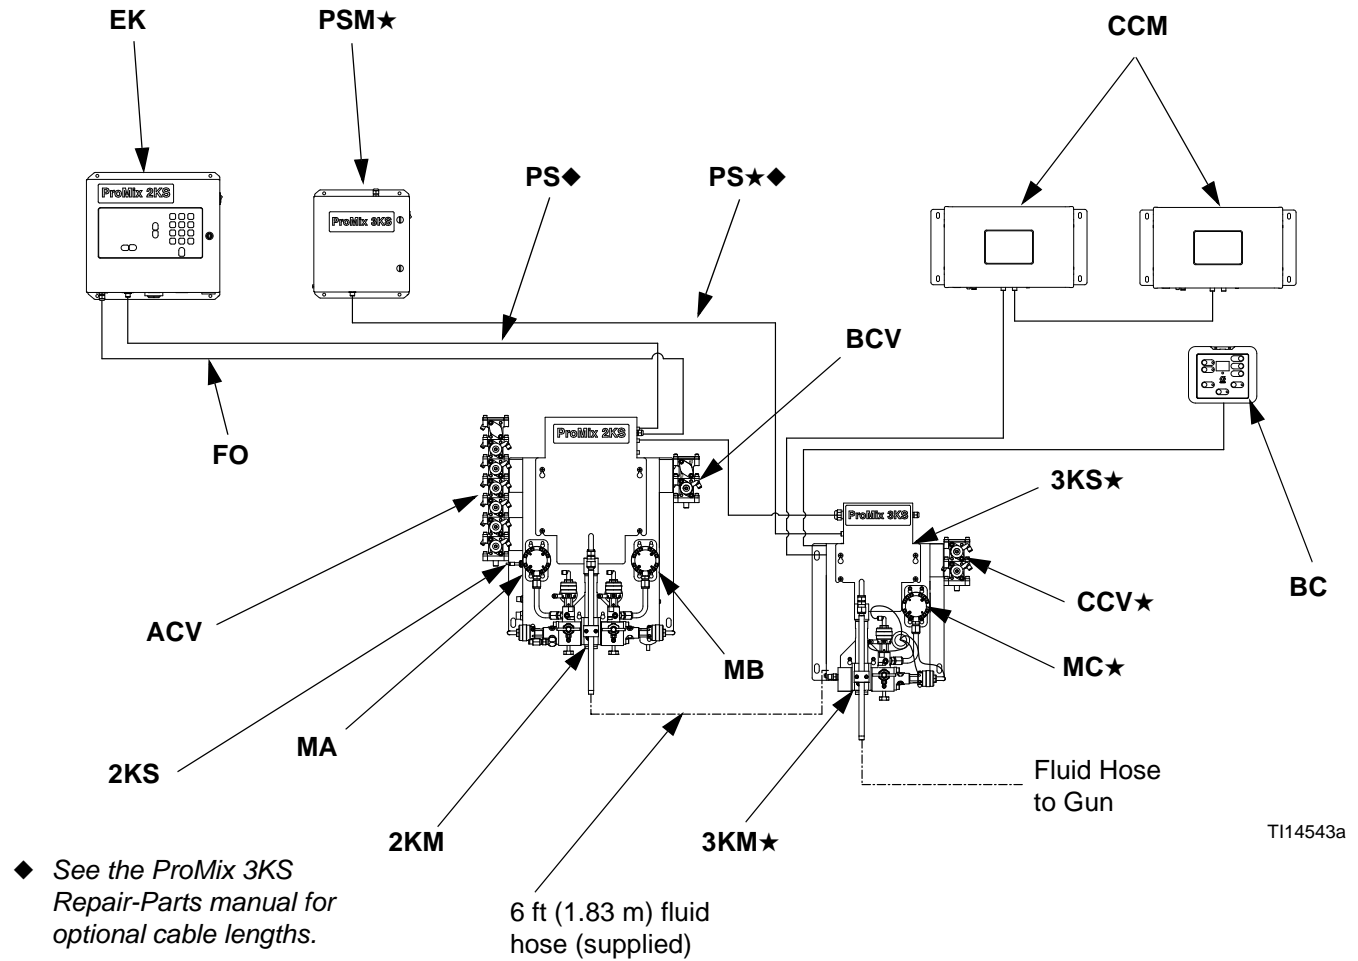 EK
PSM★
CCM
PS◆
PS★◆
ProMix 2KS
ProMix 3KS
BCV
FO
ProMix 2KS
3KS★
ProMix 3KS
BC
CCV★
ACV
MB
MC★
MA
2KS
Fluid Hose
to Gun
2KM
3KM★
TI14543a
◆ See the ProMix 3KS
Repair-Parts manual for
optional cable lengths.
6 ft (1.83 m) fluid
hose (supplied)